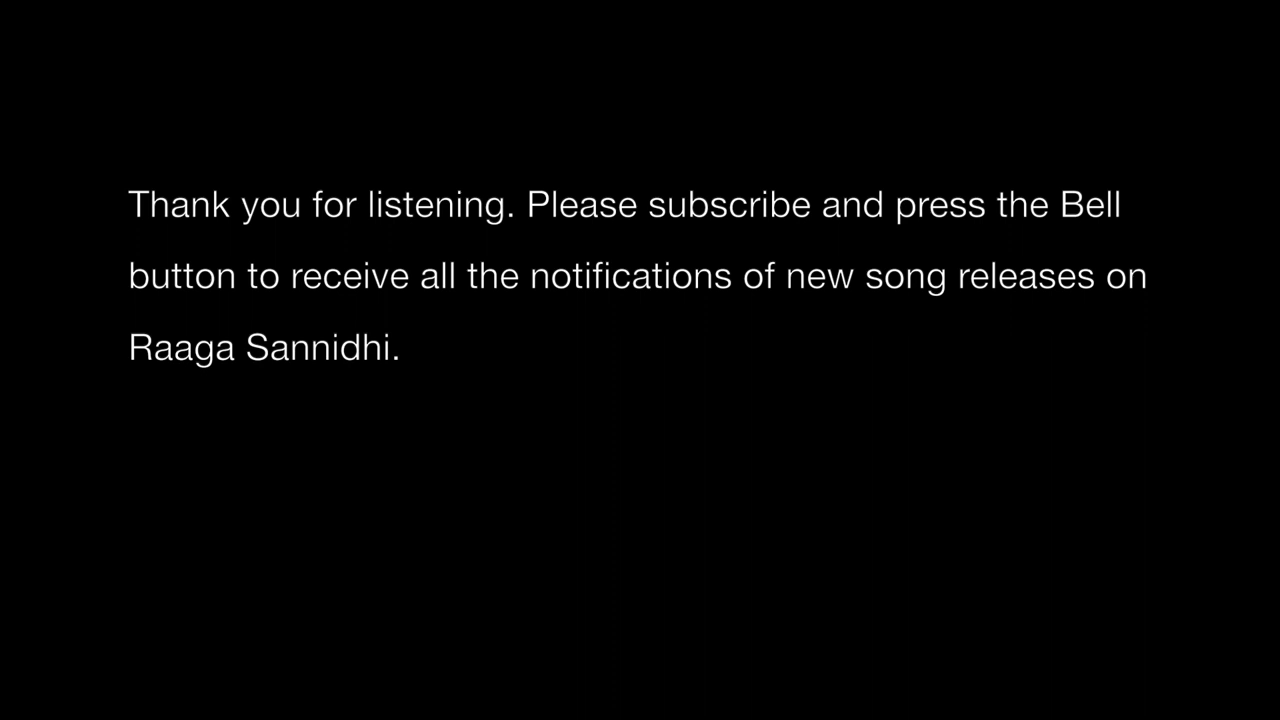 Thank you for listening. Please subscribe and press the Bell
button to receive all the notifications of new song releases on
Raaga Sannidhi.